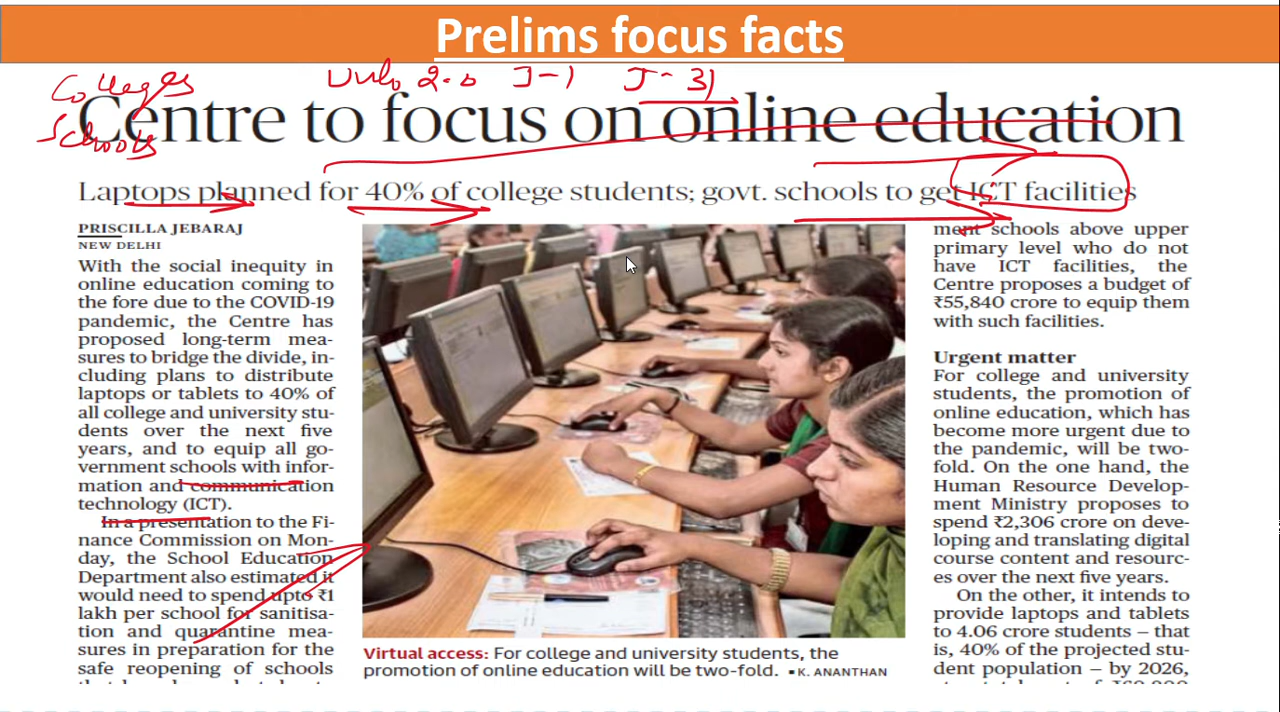 Prelims focus facts
Colleges
Schools
Unlo 2.0 J-1 J-31
Centre to focus on online education
Laptops planned for 40% of college students; govt. schools to get ICT facilities
PRISCILLA JEBARAJ
NEW DELHI
With the social inequity in
online education coming to
the fore due to the COVID-19
pandemic, the Centre has
proposed long-term mea-
sures to bridge the divide, in-
cluding plans to distribute
laptops or tablets to 40% of
all college and university stu-
dents over the next five
years, and to equip all go-
vernment schools with infor-
mation and communication
technology (ICT).
In a presentation to the Fi-
nance Commission on Mon-
day, the School Education
Department also estimated it
would need to spend upto ₹1
lakh per school for sanitisa-
tion and quarantine mea-
sures in preparation for the
safe reopening of schools
Virtual access: For college and university students, the
promotion of online education will be two-fold. ▪ K. ANANTHAN
ment schools above upper
primary level who do not
have ICT facilities, the
Centre proposes a budget of
₹55,840 crore to equip them
with such facilities.
Urgent matter
For college and university
students, the promotion of
online education, which has
become more urgent due to
the pandemic, will be two-
fold. On the one hand, the
Human Resource Develop-
ment Ministry proposes to
spend ₹2,306 crore on deve-
loping and translating digital
course content and resourc-
es over the next five years.
On the other, it intends to
provide laptops and tablets
to 4.06 crore students – that
is, 40% of the projected stu-
dent population – by 2026,